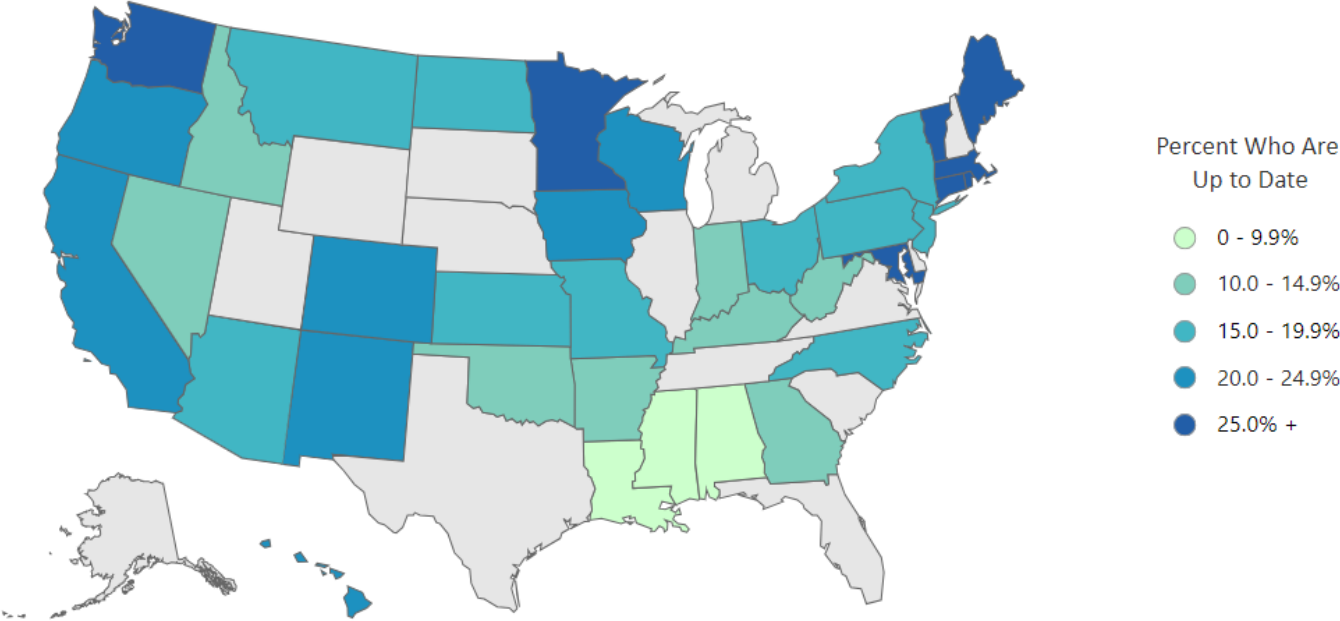 Percent Who Are
Up to Date
0 - 9.9%
10.0 - 14.9%
15.0 - 19.9%
20.0 - 24.9%
25.0% +